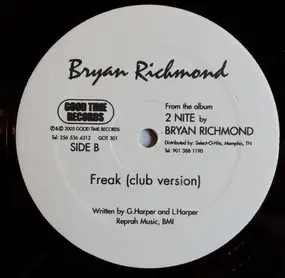 Bryan Richmond
GOOD TIME
RECORDS
℗&© 2005 GOOD TIME RECORDS
Tel: 256 536 4312 GOT 301
SIDE B
From the album
2 NITE by
BRYAN RICHMOND
Distributed by: Select-O-Hits, Memphis, TN
Tel: 901 388 1190
Freak (club version)
Written by G.Harper and L.Harper
Reprah Music, BMI